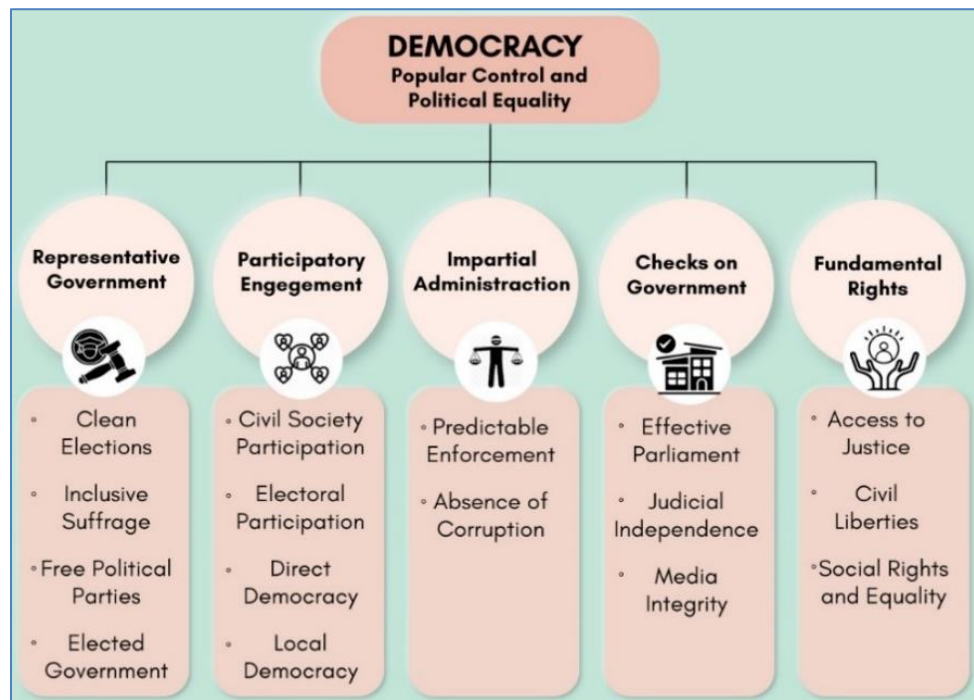 DEMOCRACY
Popular Control and
Political Equality
Representative
Government
Participatory
Engegement
Impartial
Administraction
Checks on
Government
Fundamental
Rights
◦ Clean
Elections
◦ Inclusive
Suffrage
◦ Free Political
Parties
◦ Elected
Government
◦ Civil Society
Participation
◦ Electoral
Participation
◦ Direct
Democracy
◦ Local
Democracy
◦ Predictable
Enforcement
◦ Absence of
Corruption
◦ Effective
Parliament
◦ Judicial
Independence
◦ Media
Integrity
◦ Access to
Justice
◦ Civil
Liberties
◦ Social Rights
and Equality